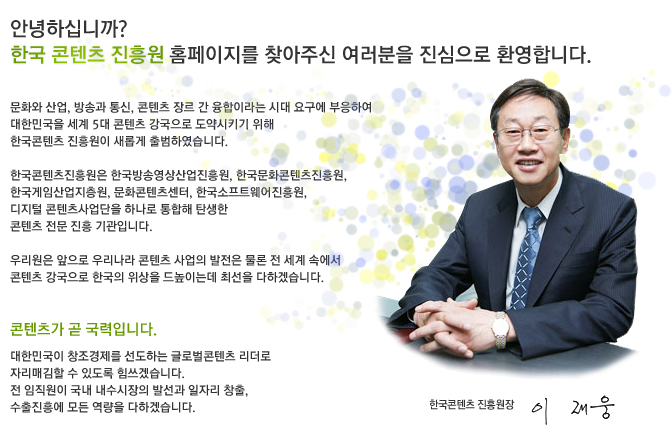 안녕하십니까?
한국 콘텐츠 진흥원 홈페이지를 찾아주신 여러분을 진심으로 환영합니다.
문화와 산업, 방송과 통신, 콘텐츠 장르 간 융합이라는 시대 요구에 부응하여
대한민국을 세계 5대 콘텐츠 강국으로 도약시키기 위해
한국콘텐츠 진흥원이 새롭게 출범하였습니다.
한국콘텐츠진흥원은 한국방송영상산업진흥원, 한국문화콘텐츠진흥원,
한국게임산업지층원, 문화콘텐츠센터, 한국소프트웨어진흥원,
디지털 콘텐츠사업단을 하나로 통합해 탄생한
콘텐츠 전문 진흥 기관입니다.
우리원은 앞으로 우리나라 콘텐츠 사업의 발전은 물론 전 세계 속에서
콘텐츠 강국으로 한국의 위상을 드높이는데 최선을 다하겠습니다.
콘텐츠가 곧 국력입니다.
대한민국이 창조경제를 선도하는 글로벌콘텐츠 리더로
자리매김할 수 있도록 힘쓰겠습니다.
전 임직원이 국내 내수시장의 발선과 일자리 창출,
수출진흥에 모든 역량을 다하겠습니다.
한국콘텐츠 진흥원장 이 재웅